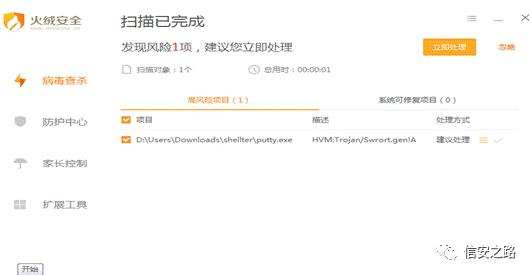 火绒安全
扫描已完成
发现风险1项，建议您立即处理
立即处理
忽略
扫描对象：1个
总用时：00:00:01
病毒查杀
高风险项目（1）
系统可修复项目（0）
项目
描述
处理方式
防护中心
D:\Users\Downloads\shellter\putty.exe
HVM:Trojan/Swrort.gen!A
建议处理
家长控制
扩展工具
信安之路
开始